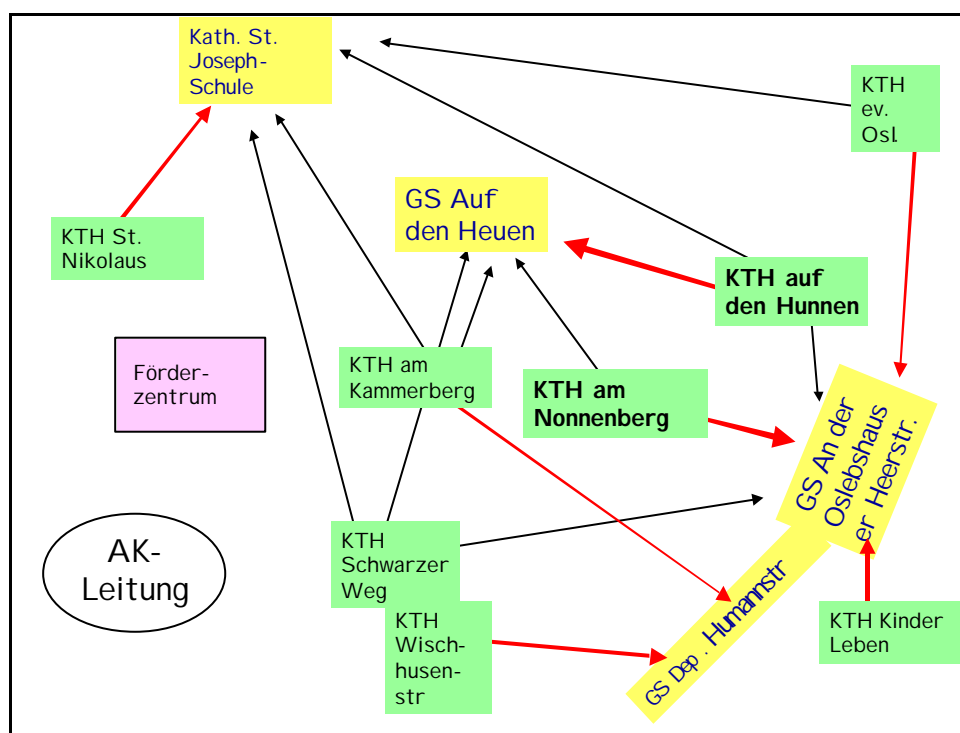 Kath. St.
Joseph-
Schule
KTH
ev.
Osl.
GS Auf
den Heuen
KTH St.
Nikolaus
KTH auf
den Hunnen
Förder-
zentrum
KTH am
Kammerberg
KTH am
Nonnenberg
GS An der
Oslebshaus
er Heerstr.
AK-
Leitung
KTH
Schwarzer
Weg
GS Dep. Humannstr
KTH
Wisch-
husen-
str
KTH Kinder
Leben